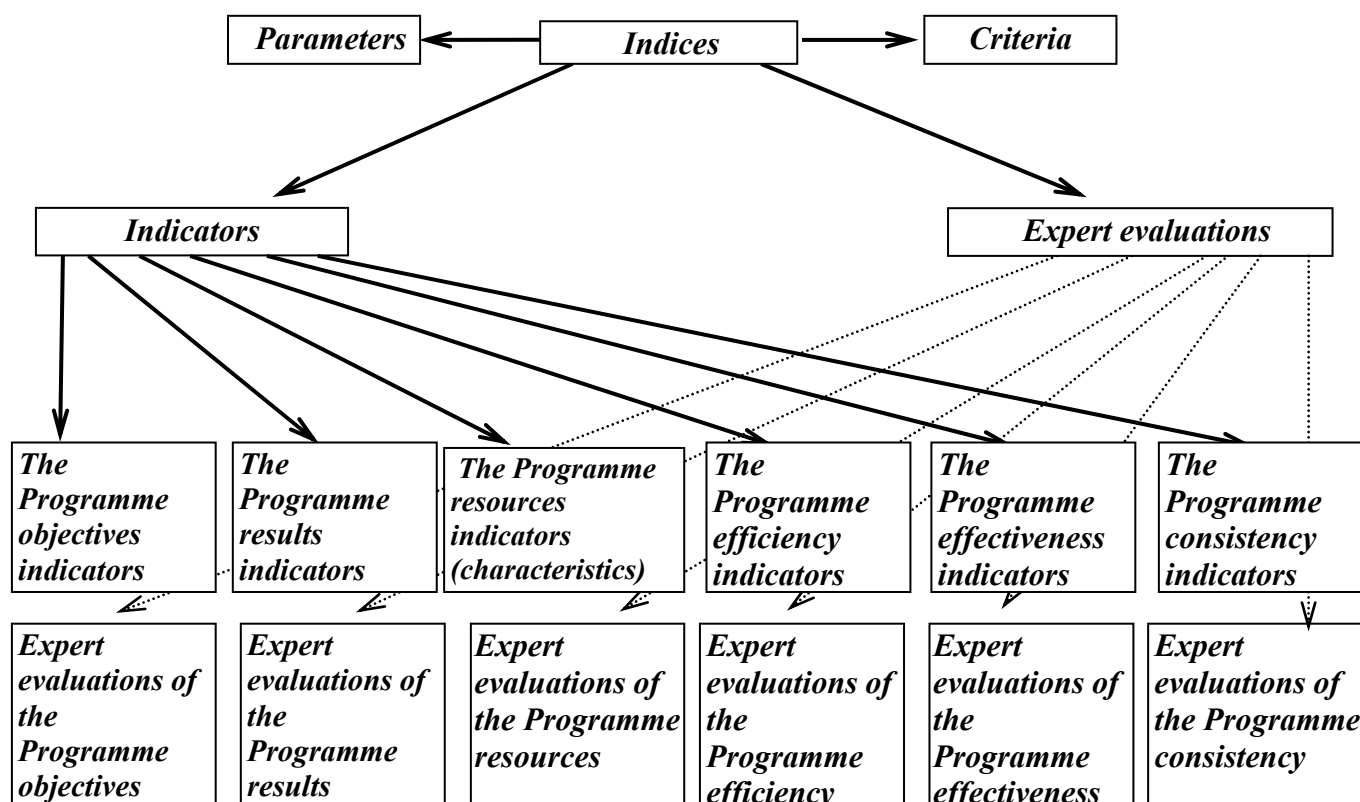 Parameters
Indices
Criteria
Indicators
Expert evaluations
The
Programme
objectives
indicators
The
Programme
results
indicators
The Programme
resources
indicators
(characteristics)
The
Programme
efficiency
indicators
The
Programme
effectiveness
indicators
The
Programme
consistency
indicators
Expert
evaluations of
the
Programme
objectives
Expert
evaluations of
the
Programme
results
Expert
evaluations of
the Programme
resources
Expert
evaluations of
the
Programme
efficiency
Expert
evaluations of
the
Programme
effectiveness
Expert
evaluations of
the Programme
consistency